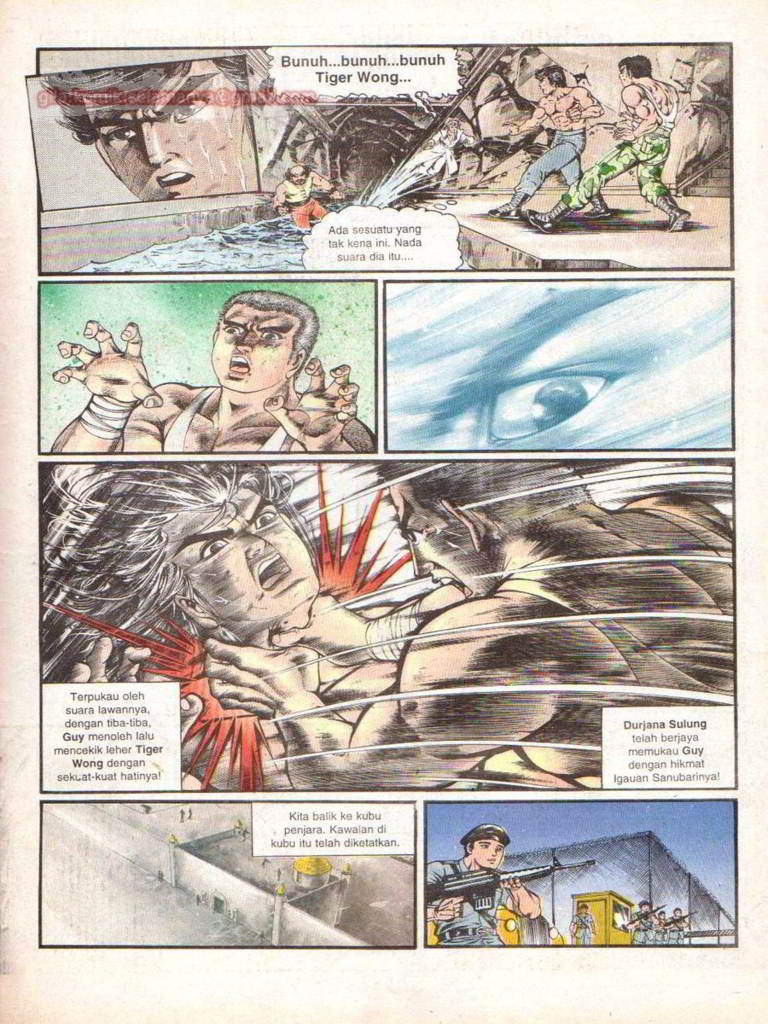 Bunuh...bunuh...bunuh
Tiger Wong...
Ada sesuatu yang
tak kena ini. Nada
suara dia itu....
Terpukau oleh
suara lawannya,
dengan tiba-tiba,
Guy menoleh lalu
mencekik leher Tiger
Wong dengan
sekuat-kuat hatinya!
Durjana Sulung
telah berjaya
memukau Guy
dengan hikmat
Igauan Sanubarinya!
Kita balik ke kubu
penjara. Kawalan di
kubu itu telah diketatkan.